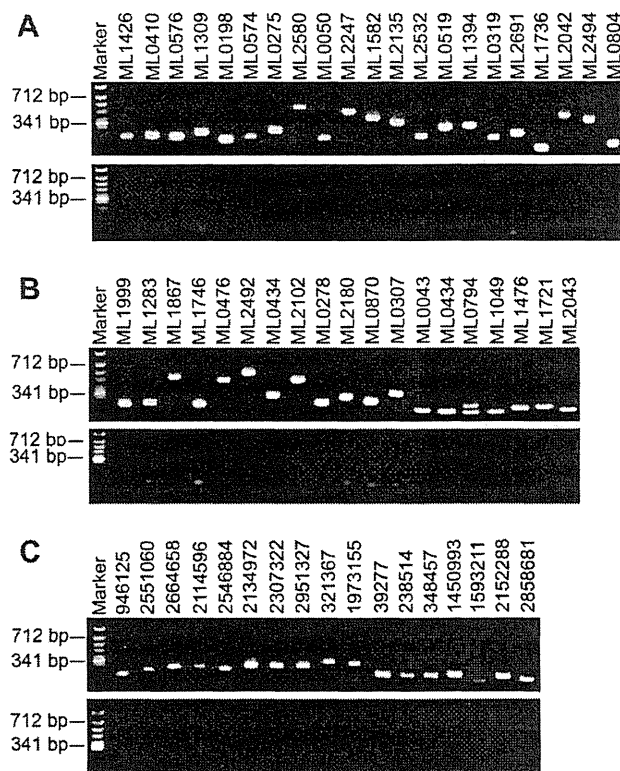 A
Marker
ML1426
ML0410
ML0576
ML1309
ML0198
ML0574
ML0275
ML2580
ML0050
ML2247
ML1582
ML2135
ML2532
ML0519
ML1394
ML0319
ML2691
ML1736
ML2042
ML2494
ML0804
712 bp
341 bp
712 bp
341 bp
B
Marker
ML1999
ML1283
ML1867
ML1746
ML0476
ML2492
ML0434
ML2102
ML0278
ML2180
ML0870
ML0307
ML0043
ML0434
ML0794
ML1049
ML1476
ML1721
ML2043
712 bp
341 bp
712 bp
341 bp
C
Marker
946125
2551060
2664658
2114596
2546884
2134972
2307322
2951327
321367
1973155
39277
238514
348457
1450993
1593211
2152288
2858681
712 bp
341 bp
712 bp
341 bp